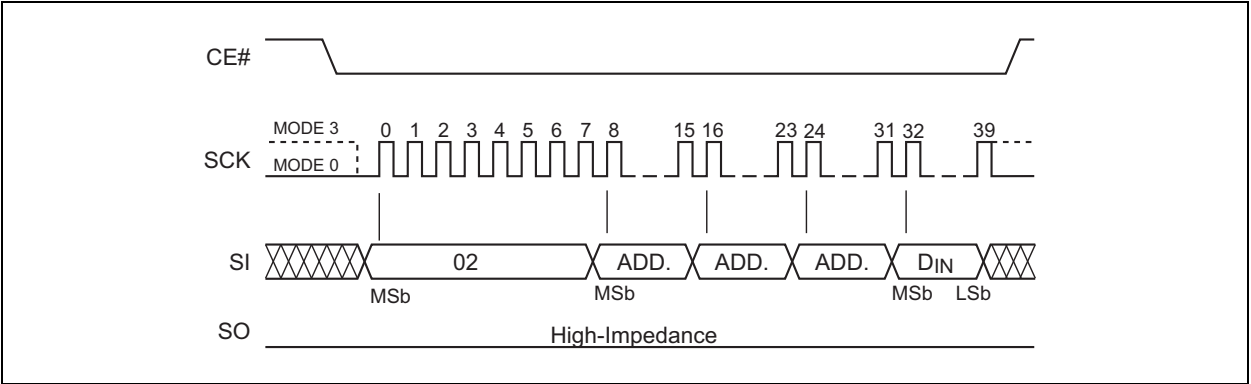 CE#
MODE 3
0 1 2 3 4 5 6 7 8 15 16 23 24 31 32 39
SCK
MODE 0
SI
02 ADD. ADD. ADD. DIN
MSb MSb MSb LSb
SO
High-Impedance